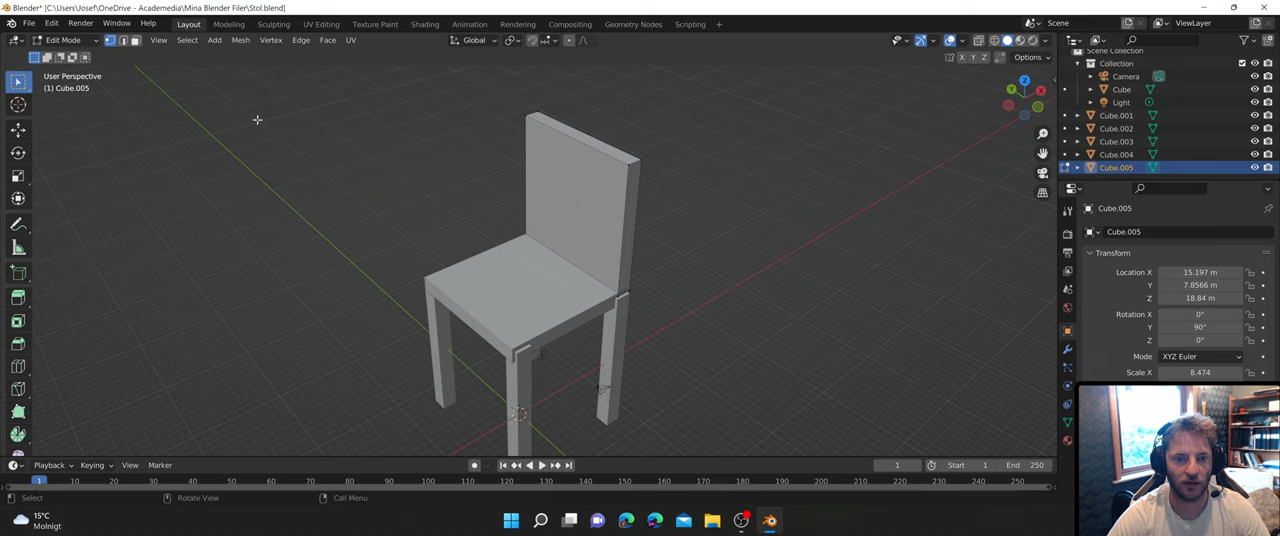 Blender* [C:\Users\Josef\OneDrive - Academedia\Mina Blender Filer\Stol.blend]
File Edit Render Window Help Layout Modeling Sculpting UV Editing Texture Paint Shading Animation Rendering Compositing Geometry Nodes Scripting + Scene ViewLayer
Edit Mode View Select Add Mesh Vertex Edge Face UV Global
X Y Z Options
User Perspective
(1) Cube.005
Z
Y X
Scene Collection
Collection
Camera
Cube
Light
Cube.001
Cube.002
Cube.003
Cube.004
Cube.005
Cube.005
Cube.005
Transform
Location X 15.197 m
Y 7.8566 m
Z 18.84 m
Rotation X 0°
Y 90°
Z 0°
Mode XYZ Euler
Scale X 8.474
Playback Keying View Marker 1 Start 1 End 250
1 10 20 30 40 50 60 70 80 90 100 110 120 130 140 150 160 170 180 190 200 210 220 230 240 250
Select Rotate View Call Menu
15°C
Molnigt